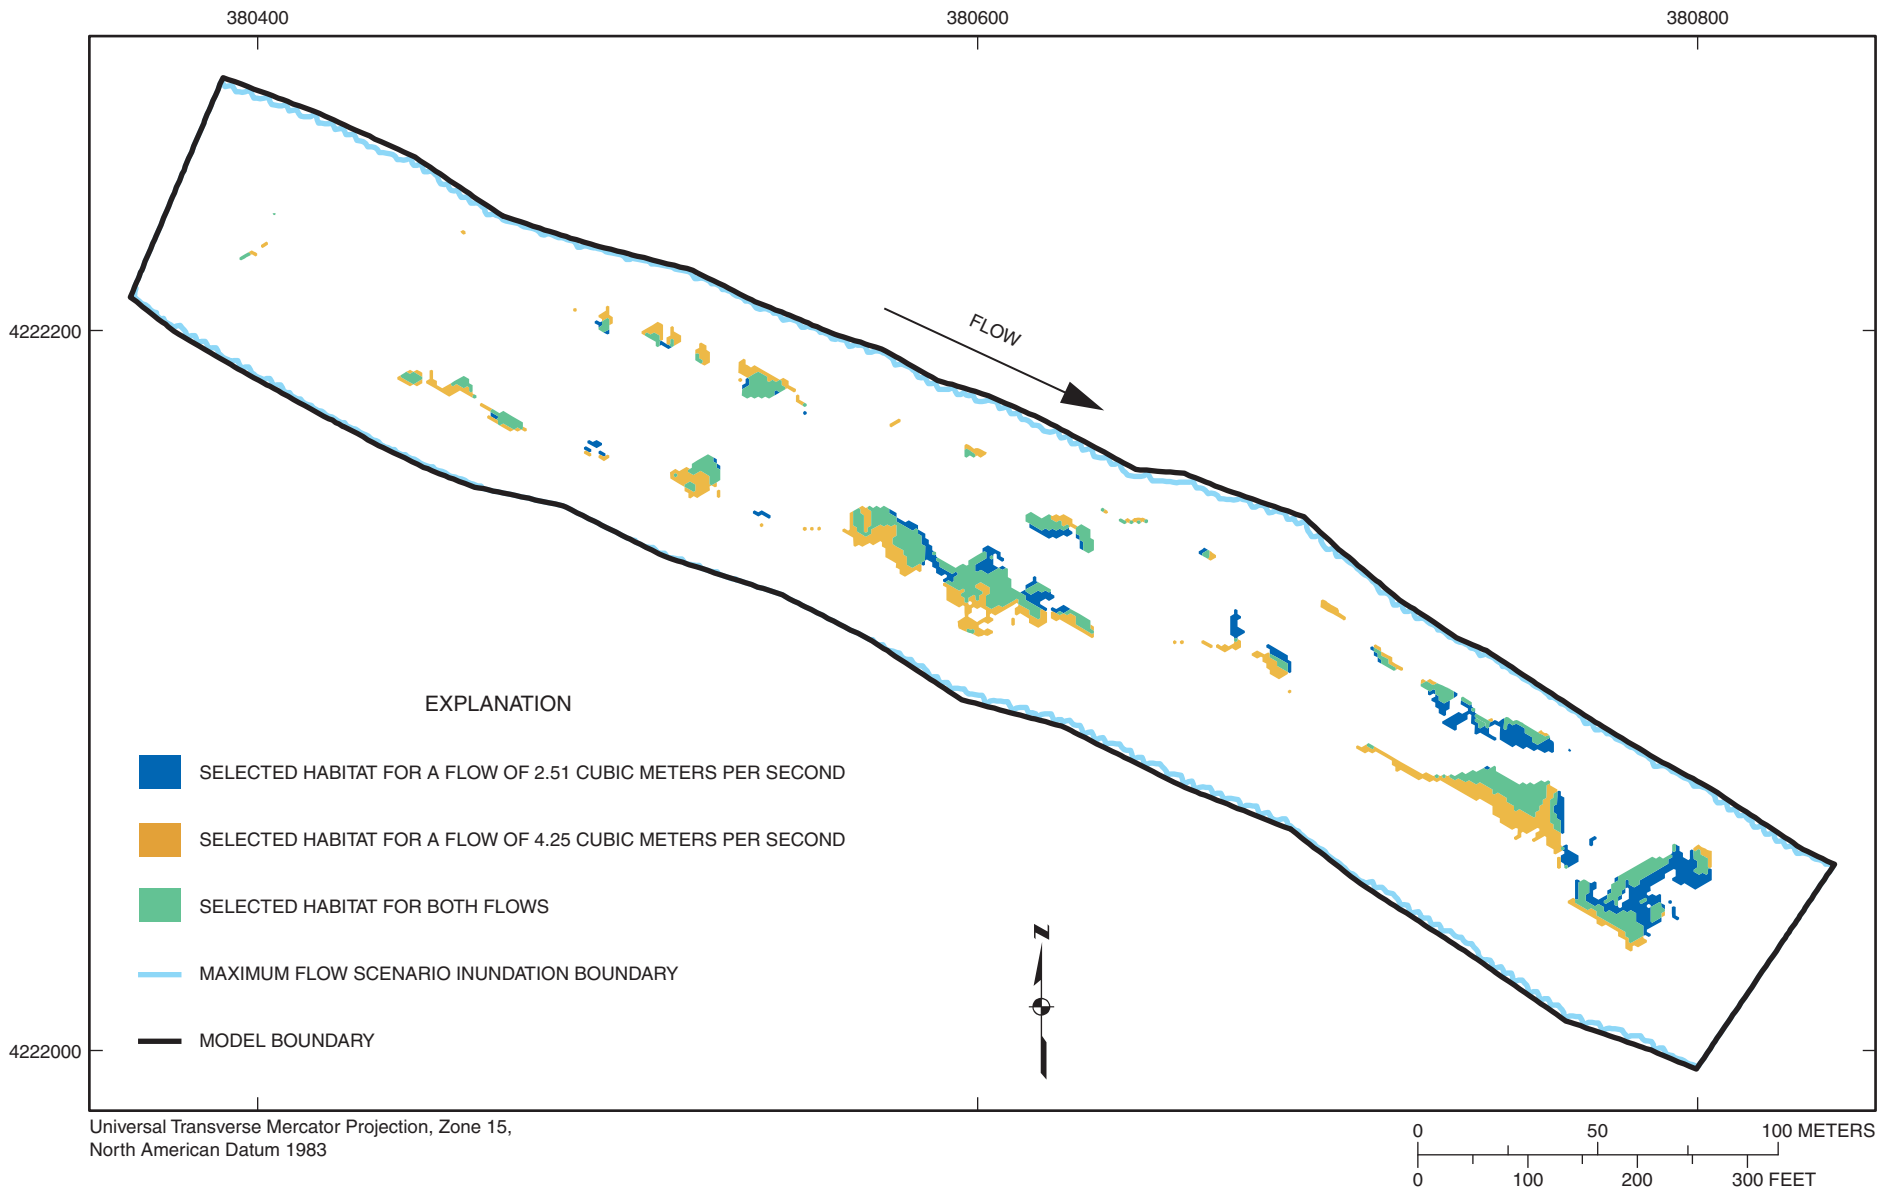 380400
380600
380800
4222200
FLOW
EXPLANATION
SELECTED HABITAT FOR A FLOW OF 2.51 CUBIC METERS PER SECOND
SELECTED HABITAT FOR A FLOW OF 4.25 CUBIC METERS PER SECOND
SELECTED HABITAT FOR BOTH FLOWS
MAXIMUM FLOW SCENARIO INUNDATION BOUNDARY
MODEL BOUNDARY
N
4222000
Universal Transverse Mercator Projection, Zone 15,
North American Datum 1983
0 50 100 METERS
0 100 200 300 FEET